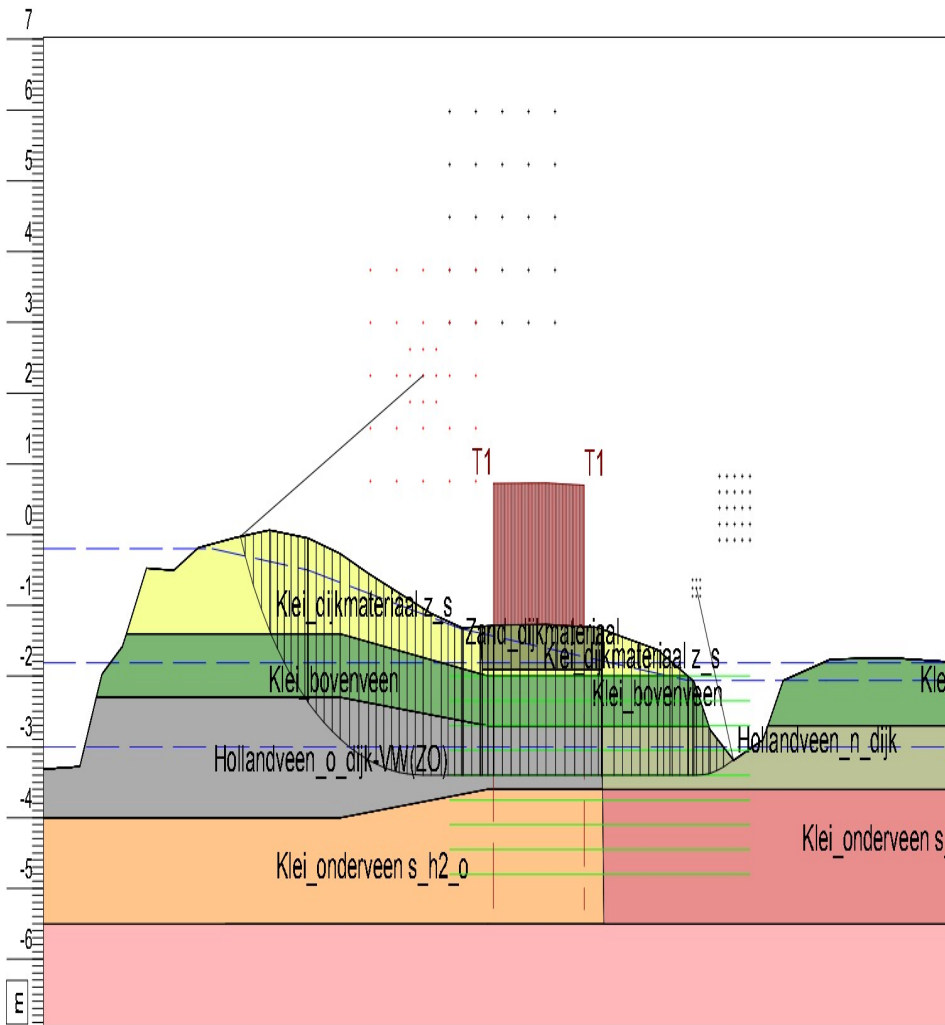 7
6
5
4
3
2
1
T1 T1
0
-1
Klei_dijkmateriaal z_s
Zand_dijkmateriaal
Klei_dijkmateriaal z_s
-2
Klei_bovenveen
Klei_bovenveen
Kle
-3
Hollandveen_n_dijk
Hollandveen_o_dijk-VW(ZO)
-4
Klei_onderveen s_
Klei_onderveen s_h2_o
-5
-6
m